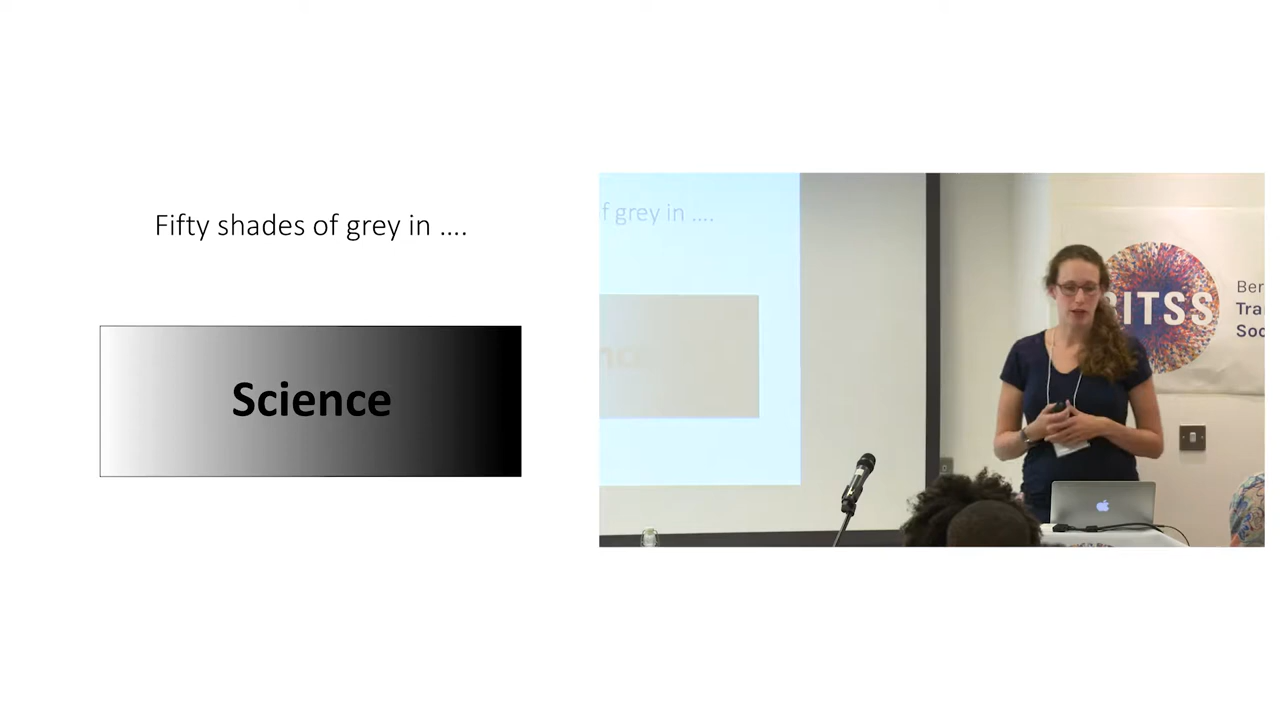 Fifty shades of grey in ....
Science
f grey in ....
BITSS
Ber
Tra
Soc